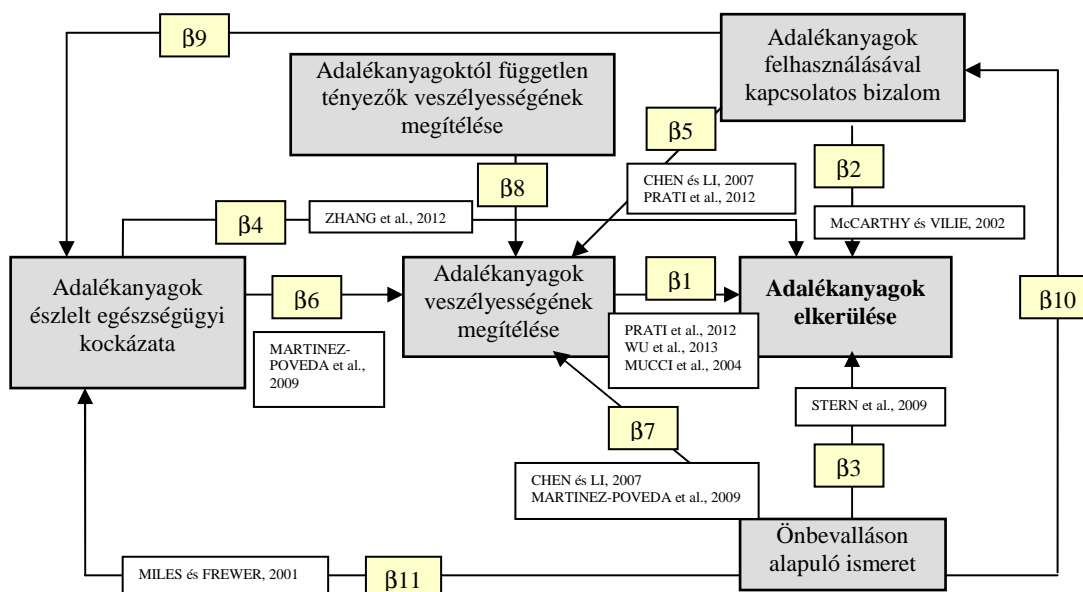 β9
Adalékanyagok
felhasználásával
kapcsolatos bizalom
Adalékanyagoktól független
tényezők veszélyességének
megítélése
β5
β2
CHEN és LI, 2007
PRATI et al., 2012
β8
β4
ZHANG et al., 2012
McCARTHY és VILIE, 2002
Adalékanyagok
észlelt egészségügyi
kockázata
β6
Adalékanyagok
veszélyességének
megítélése
β1
Adalékanyagok
elkerülése
β10
MARTINEZ-
POVEDA et al.,
2009
PRATI et al., 2012
WU et al., 2013
MUCCI et al., 2004
STERN et al., 2009
β7
β3
CHEN és LI, 2007
MARTINEZ-POVEDA et al., 2009
Önbevalláson
alapuló ismeret
MILES és FREWER, 2001
β11